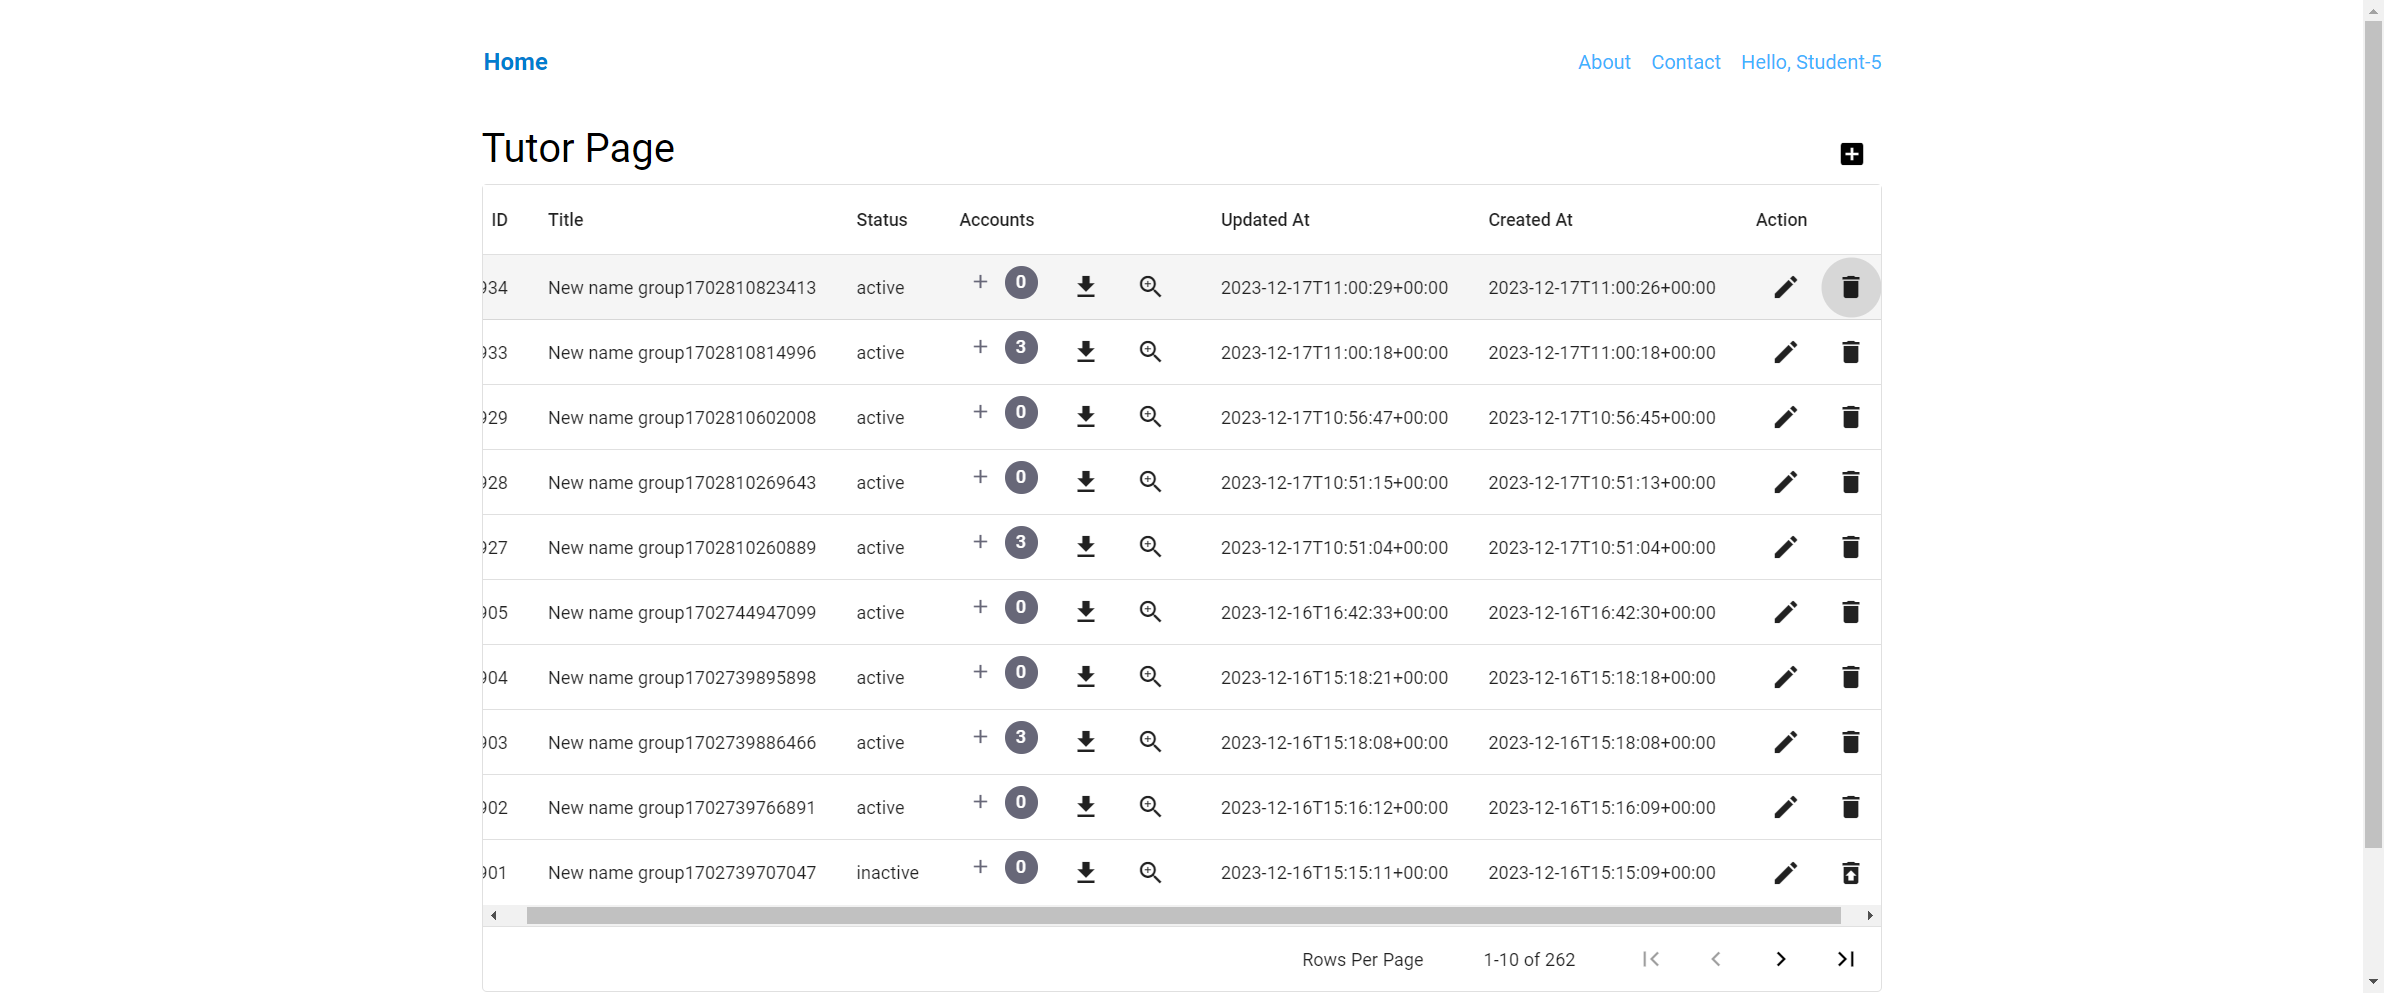 Home About Contact Hello, Student-5
Tutor Page
ID Title Status Accounts Updated At Created At Action
934 New name group1702810823413 active + 0 2023-12-17T11:00:29+00:00 2023-12-17T11:00:26+00:00
933 New name group1702810814996 active + 3 2023-12-17T11:00:18+00:00 2023-12-17T11:00:18+00:00
929 New name group1702810602008 active + 0 2023-12-17T10:56:47+00:00 2023-12-17T10:56:45+00:00
928 New name group1702810269643 active + 0 2023-12-17T10:51:15+00:00 2023-12-17T10:51:13+00:00
927 New name group1702810260889 active + 3 2023-12-17T10:51:04+00:00 2023-12-17T10:51:04+00:00
905 New name group1702744947099 active + 0 2023-12-16T16:42:33+00:00 2023-12-16T16:42:30+00:00
904 New name group1702739895898 active + 0 2023-12-16T15:18:21+00:00 2023-12-16T15:18:18+00:00
903 New name group1702739886466 active + 3 2023-12-16T15:18:08+00:00 2023-12-16T15:18:08+00:00
902 New name group1702739766891 active + 0 2023-12-16T15:16:12+00:00 2023-12-16T15:16:09+00:00
901 New name group1702739707047 inactive + 0 2023-12-16T15:15:11+00:00 2023-12-16T15:15:09+00:00
Rows Per Page 1-10 of 262